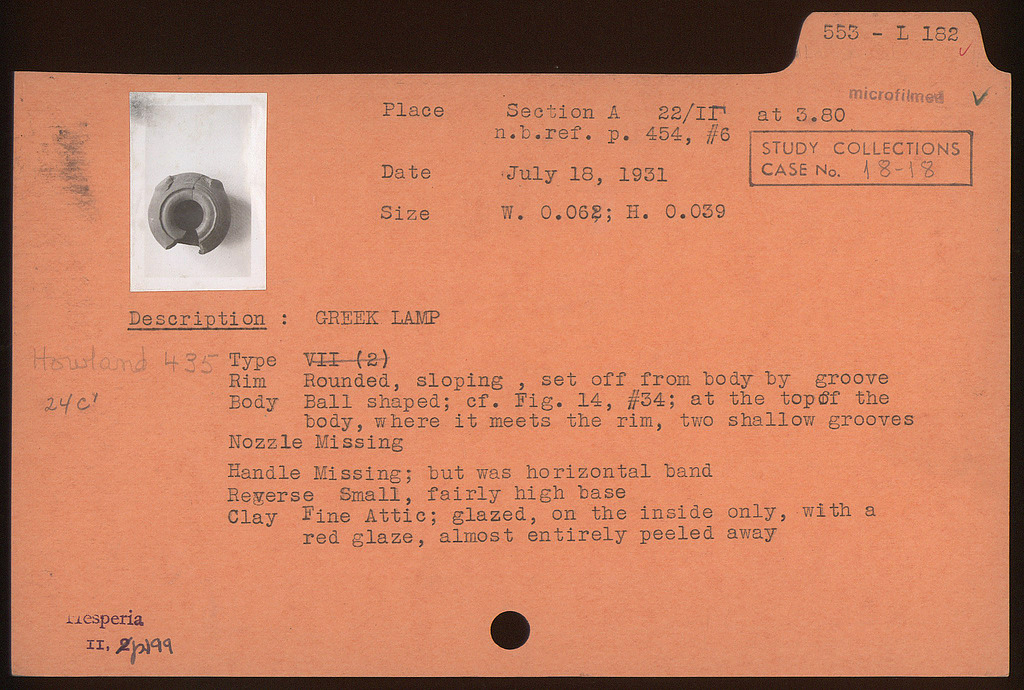 553 - L 182
microfilmed
Place Section A 22/ΙΓ at 3.80
n.b.ref. p. 454, #6
STUDY COLLECTIONS
CASE No. 18-18
Date July 18, 1931
Size W. 0.062; H. 0.039
Description : GREEK LAMP
Howland 435
24C'
Type VII (2)
Rim Rounded, sloping , set off from body by groove
Body Ball shaped; cf. Fig. 14, #34; at the top of the
body, where it meets the rim, two shallow grooves
Nozzle Missing
Handle Missing; but was horizontal band
Reverse Small, fairly high base
Clay Fine Attic; glazed, on the inside only, with a
red glaze, almost entirely peeled away
Hesperia
II, p199